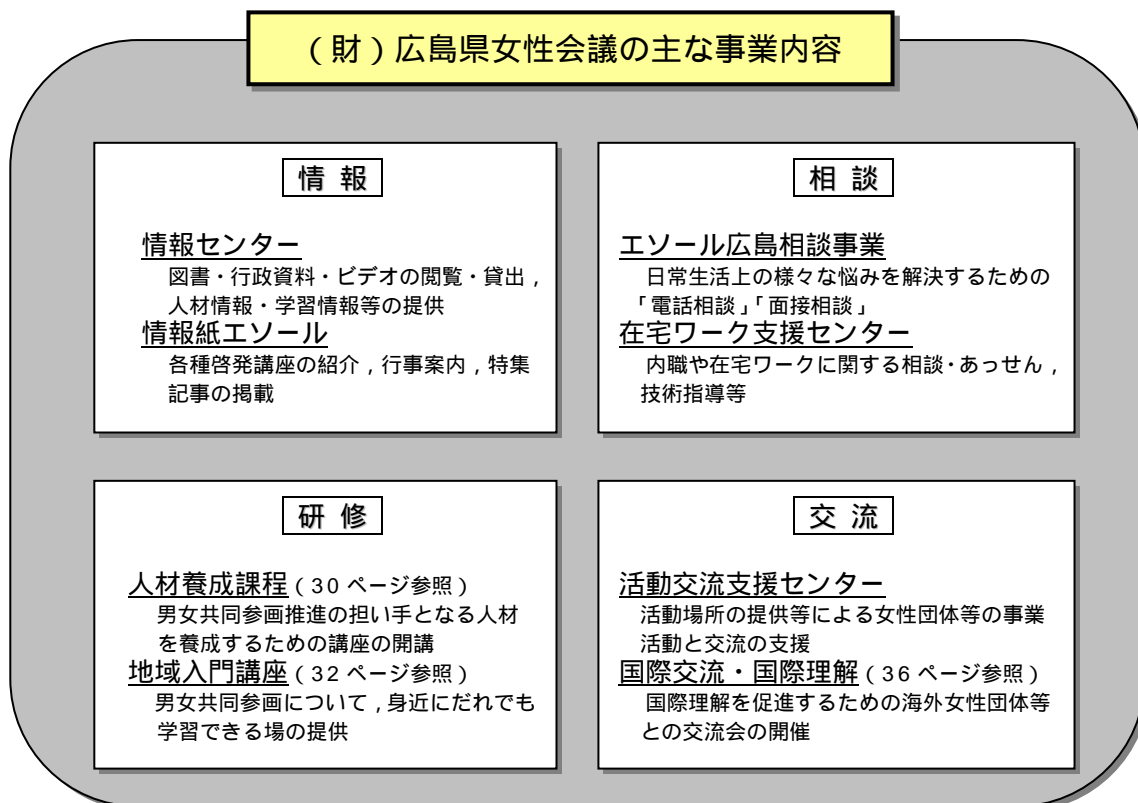 （財）広島県女性会議の主な事業内容
情 報
情報センター
図書・行政資料・ビデオの閲覧・貸出，
人材情報・学習情報等の提供
情報紙エソール
各種啓発講座の紹介，行事案内，特集
記事の掲載
相 談
エソール広島相談事業
日常生活上の様々な悩みを解決するための
「電話相談」「面接相談」
在宅ワーク支援センター
内職や在宅ワークに関する相談・あっせん，
技術指導等
研 修
人材養成課程（30 ページ参照）
男女共同参画推進の担い手となる人材
を養成するための講座の開講
地域入門講座（32 ページ参照）
男女共同参画について，身近にだれでも
学習できる場の提供
交 流
活動交流支援センター
活動場所の提供等による女性団体等の事業
活動と交流の支援
国際交流・国際理解（36 ページ参照）
国際理解を促進するための海外女性団体等
との交流会の開催